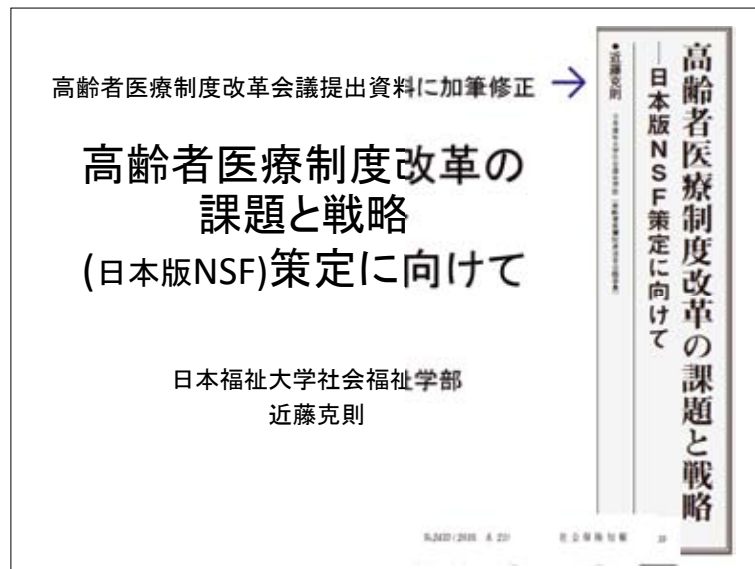 高齢者医療制度改革会議提出資料に加筆修正 →
高齢者医療制度改革の
課題と戦略
(日本版NSF)策定に向けて
日本福祉大学社会福祉学部
近藤克則
高齢者医療制度改革の課題と戦略
—日本版NSF策定に向けて
●近藤克則
社会保険旬報